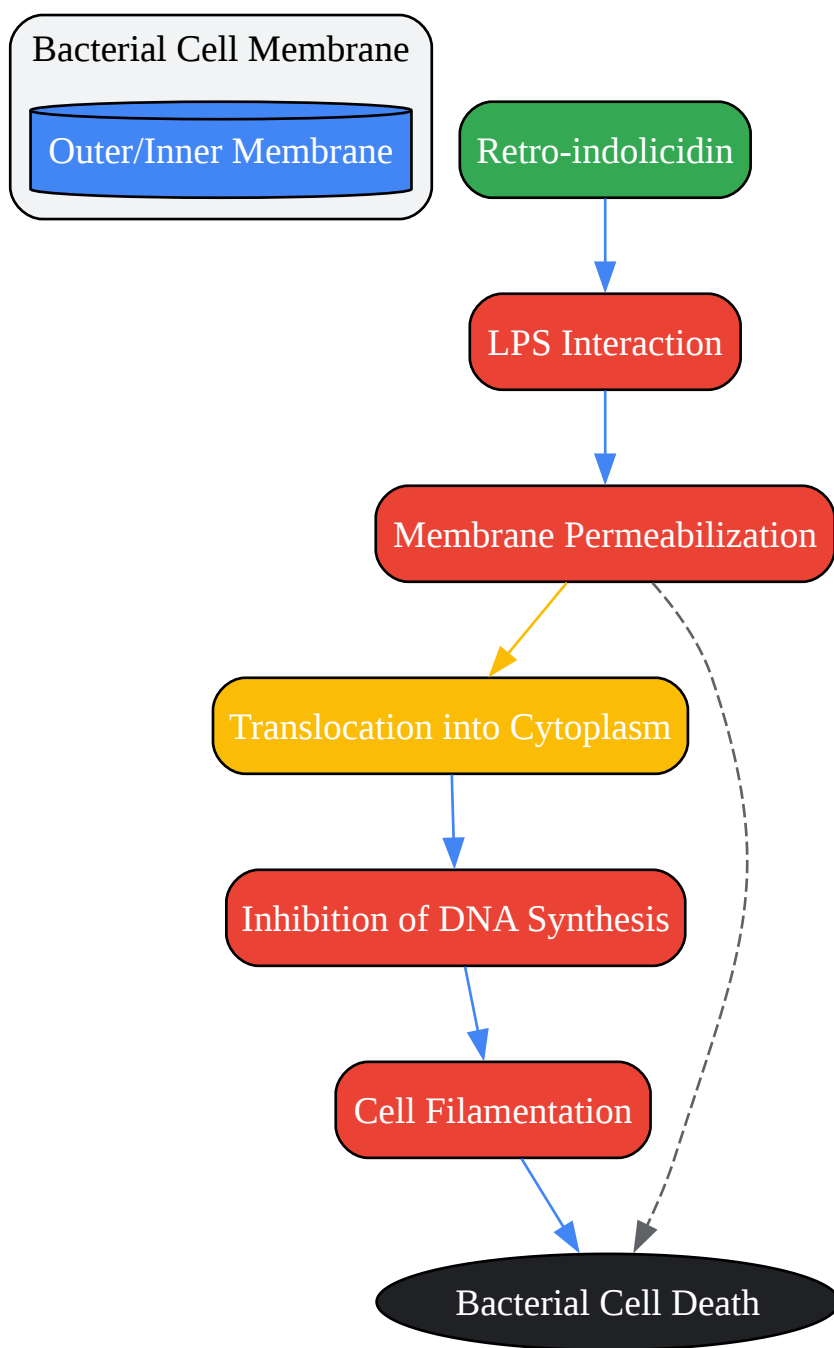 Bacterial Cell Membrane
Outer/Inner Membrane
Retro-indolicidin
LPS Interaction
Membrane Permeabilization
Translocation into Cytoplasm
Inhibition of DNA Synthesis
Cell Filamentation
Bacterial Cell Death